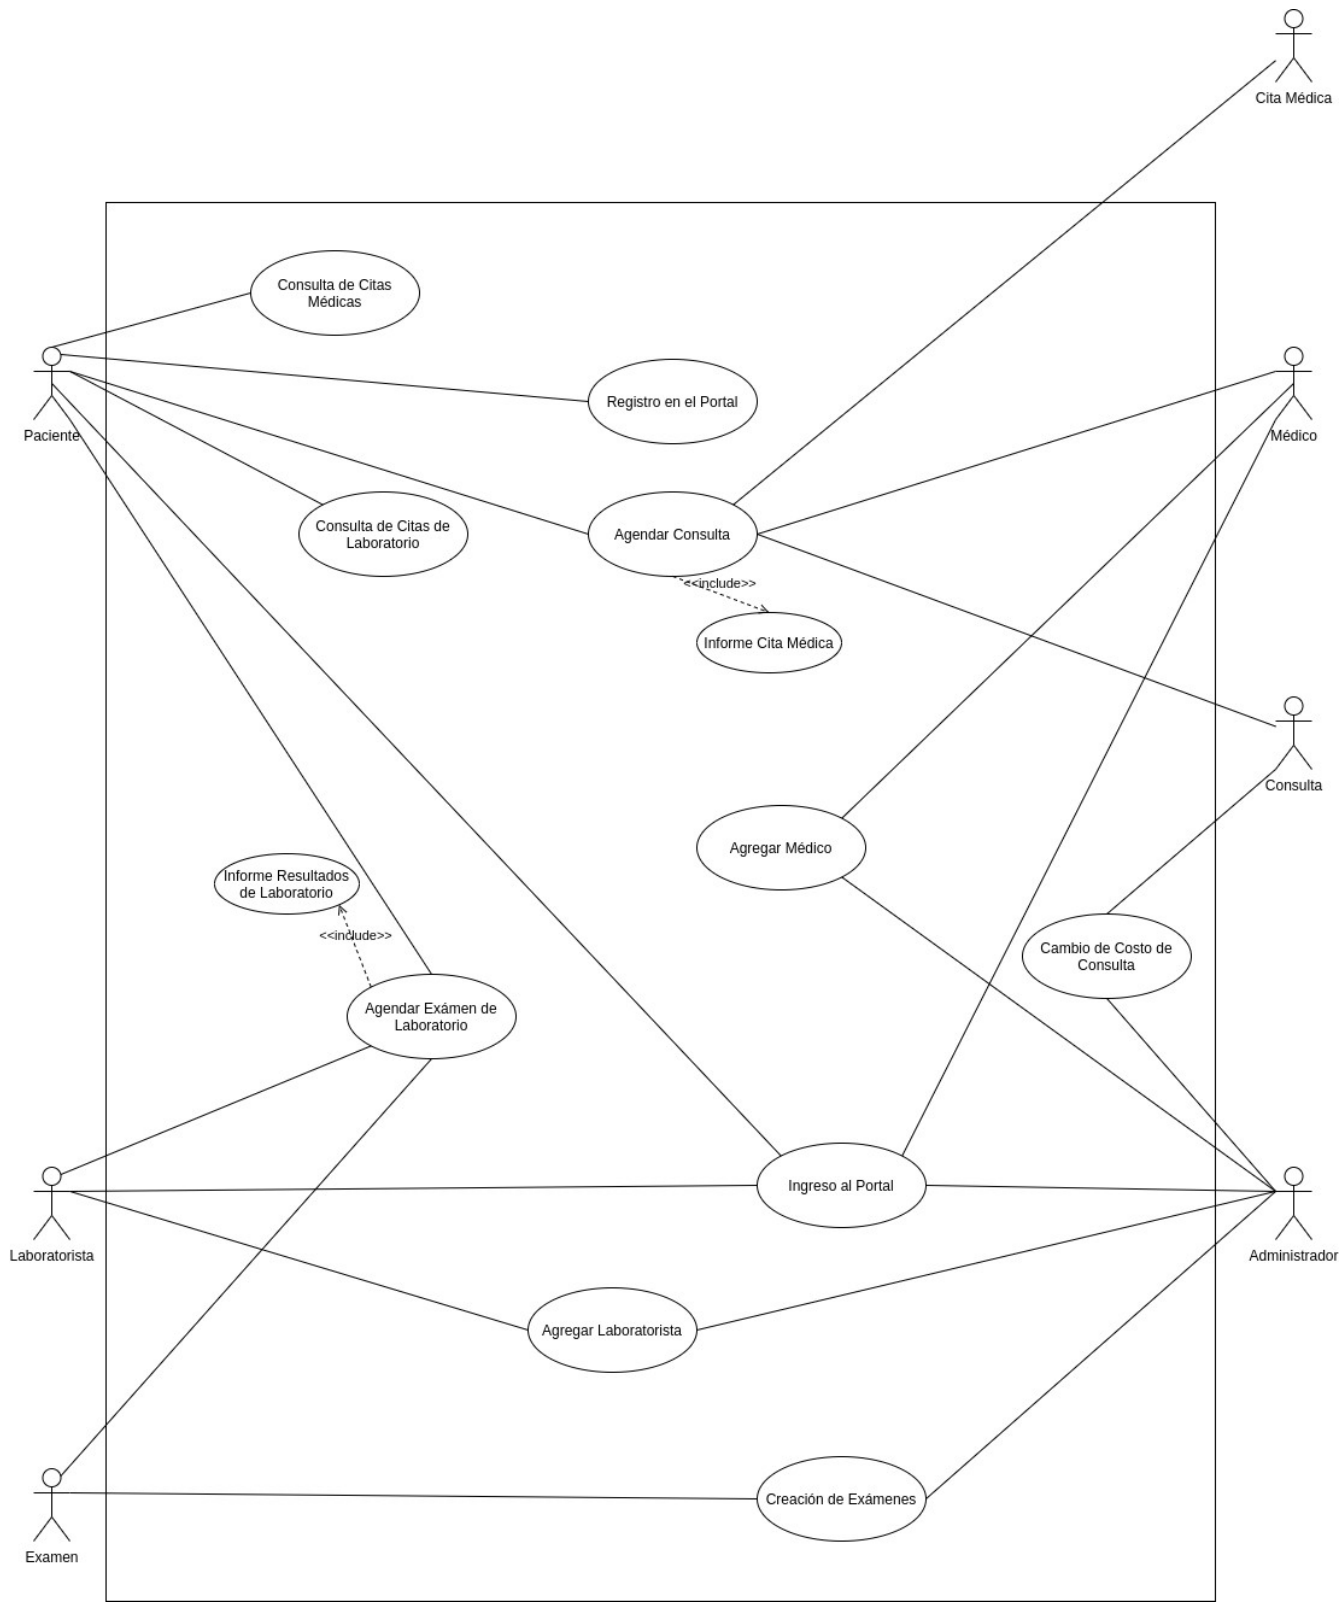 Cita Médica
Consulta de Citas
Médicas
Registro en el Portal
Paciente
Médico
Consulta de Citas de
Laboratorio
Agendar Consulta
<<include>>
Informe Cita Médica
Consulta
Agregar Médico
Informe Resultados
de Laboratorio
<<include>>
Cambio de Costo de
Consulta
Agendar Exámen de
Laboratorio
Ingreso al Portal
Laboratorista
Administrador
Agregar Laboratorista
Creación de Exámenes
Examen